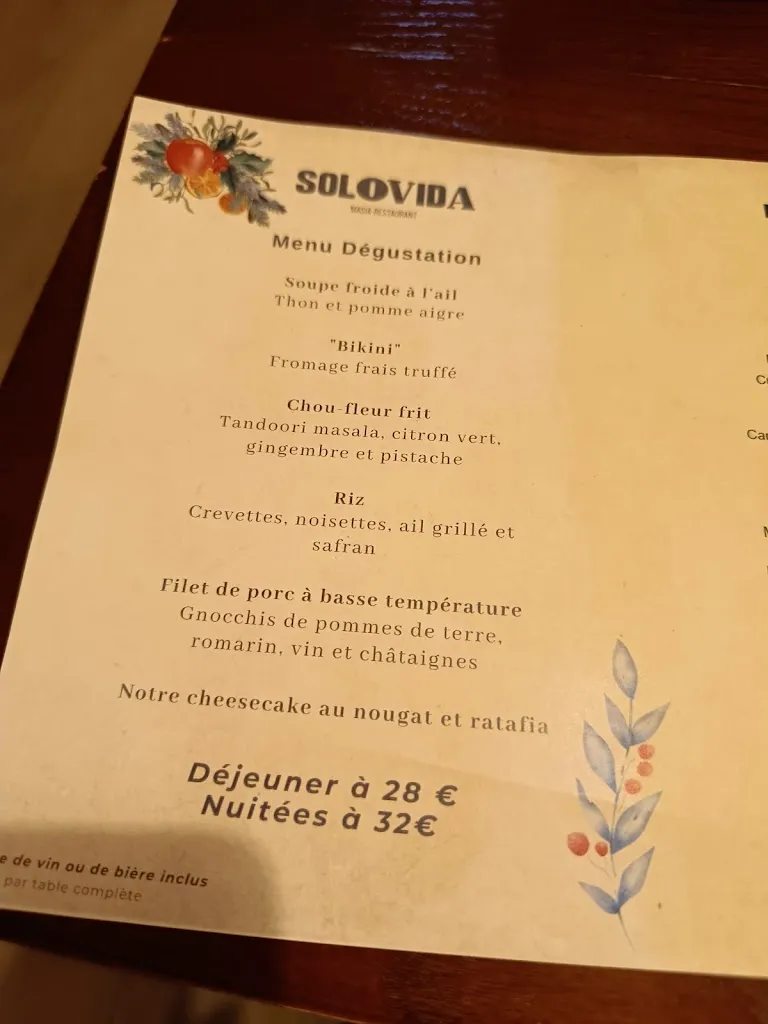 SOLOVIDA
MASIA-RESTAURANT
Menu Dégustation
Soupe froide à l'ail
Thon et pomme aigre
"Bikini"
Fromage frais truffé
Chou-fleur frit
Tandoori masala, citron vert,
gingembre et pistache
Riz
Crevettes, noisettes, ail grillé et
safran
Filet de porc à basse température
Gnocchis de pommes de terre,
romarin, vin et châtaignes
Notre cheesecake au nougat et ratafia
Déjeuner à 28 €
Nuitées à 32€
de vin ou de bière inclus
par table complète